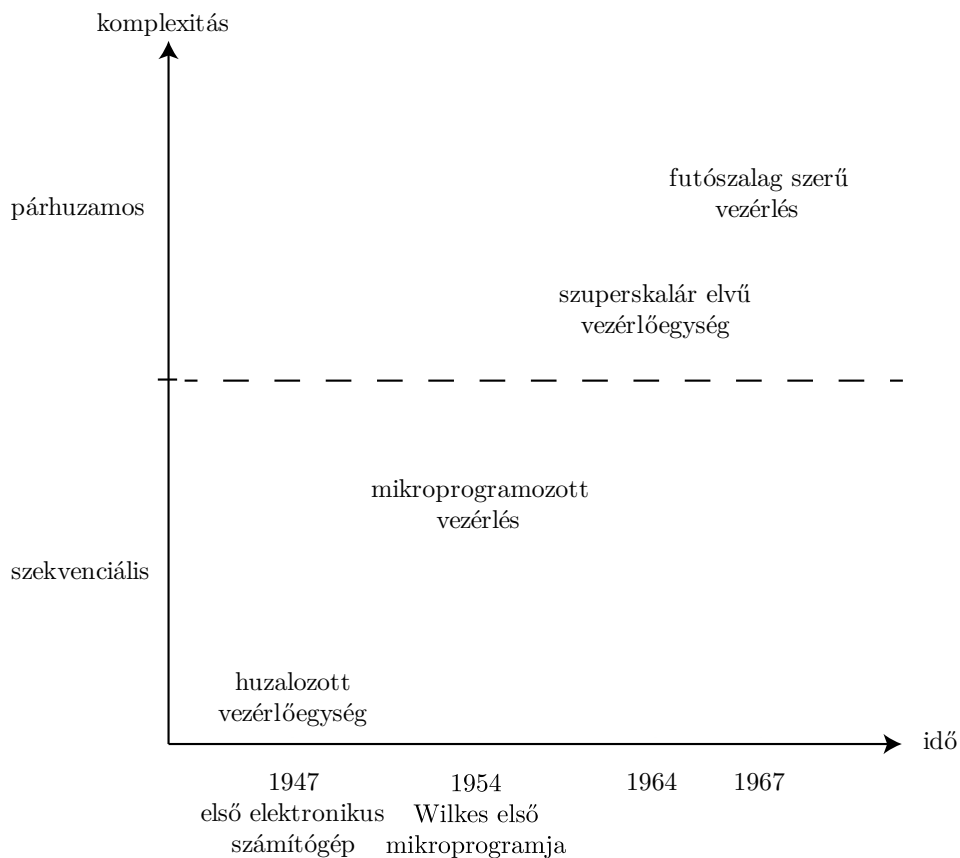 komplexitás
futószalag szerű
vezérlés
párhuzamos
szuperskalár elvű
vezérlőegység
mikroprogramozott
vezérlés
szekvenciális
huzalozott
vezérlőegység
idő
1947
első elektronikus
számítógép
1954
Wilkes első
mikroprogramja
1964
1967